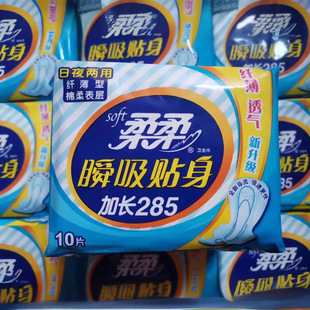 日夜两用
纤薄型
棉柔表层
soft
柔柔
®卫生巾
瞬吸贴身
加长285
10片
纤薄 透气
新升级